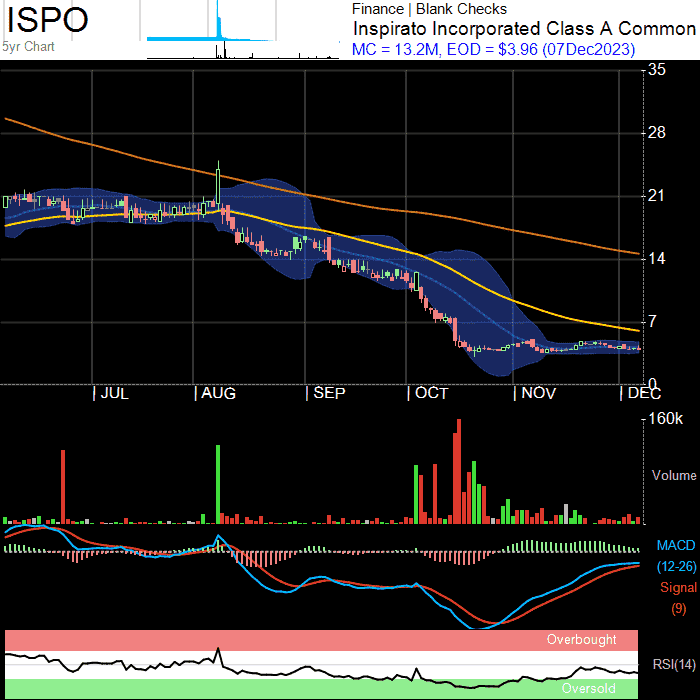 ISPO
5yr Chart
Finance | Blank Checks
Inspirato Incorporated Class A Common
MC = 13.2M, EOD = $3.96 (07Dec2023)
35
28
21
14
7
0
| JUL | AUG | SEP | OCT | NOV | DEC
160k
Volume
MACD
(12-26)
Signal
(9)
Overbought
RSI(14)
Oversold